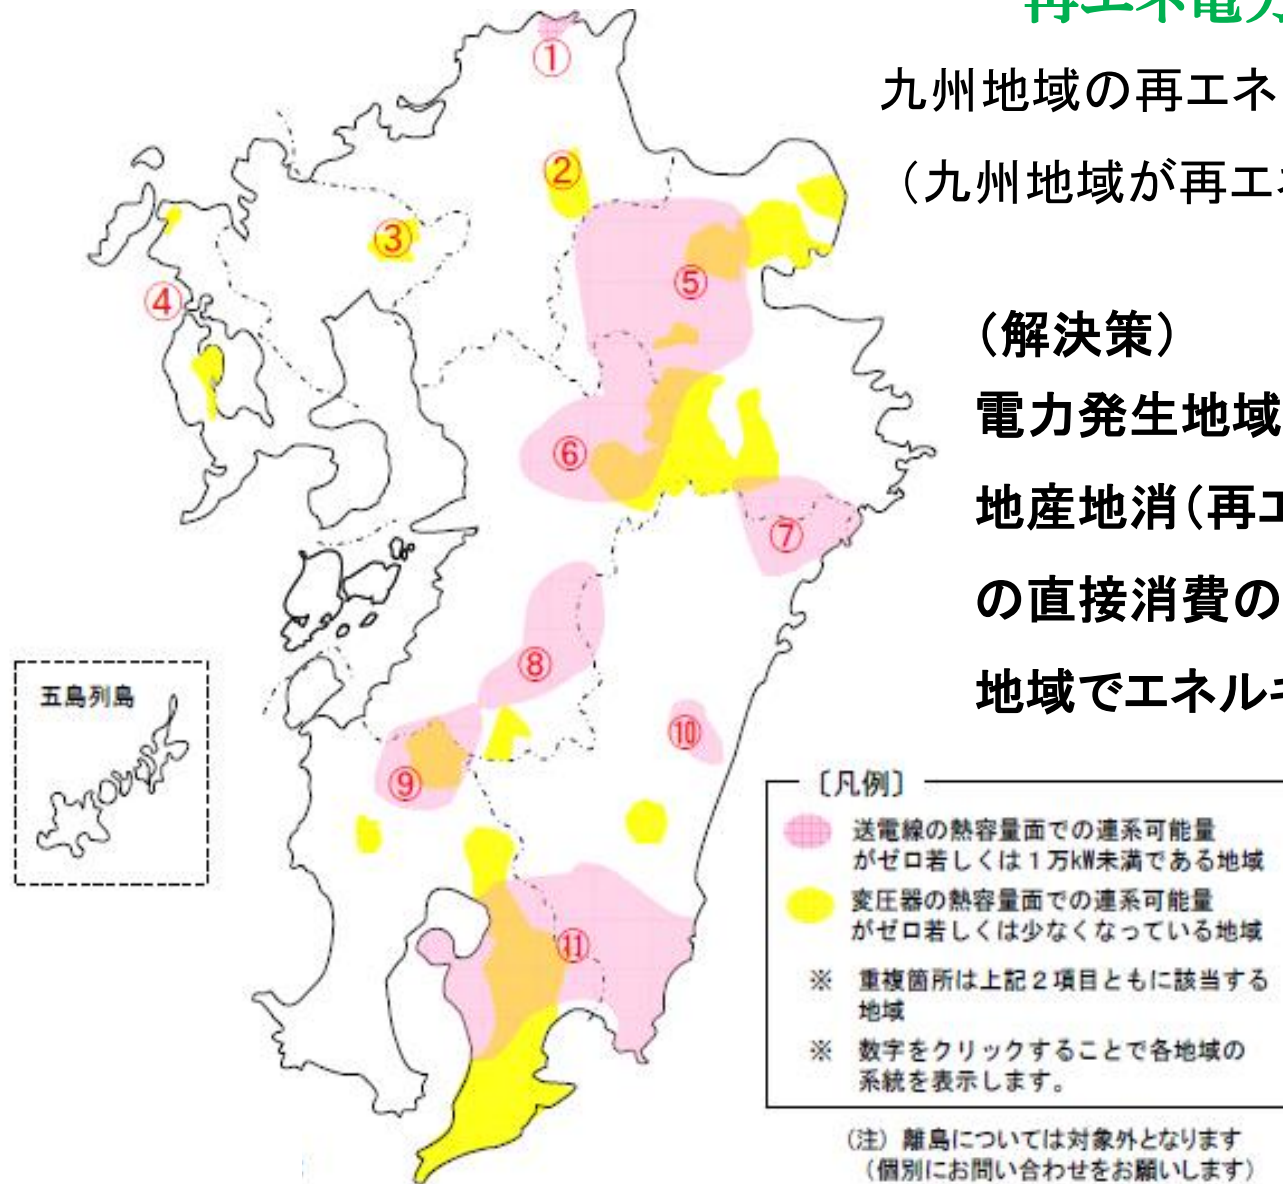 再エネ電力
九州地域の再エネ
（九州地域が再エネ
（解決策）
電力発生地域
地産地消（再エ
の直接消費の
地域でエネルギ
①
②
③
④
⑤
⑥
⑦
⑧
⑨
⑩
⑪
五島列島
〔凡例〕
送電線の熱容量面での連系可能量
がゼロ若しくは１万kW未満である地域
変圧器の熱容量面での連系可能量
がゼロ若しくは少なくなっている地域
※ 重複箇所は上記２項目ともに該当する
地域
※ 数字をクリックすることで各地域の
系統を表示します。
（注）離島については対象外となります
（個別にお問い合わせをお願いします）